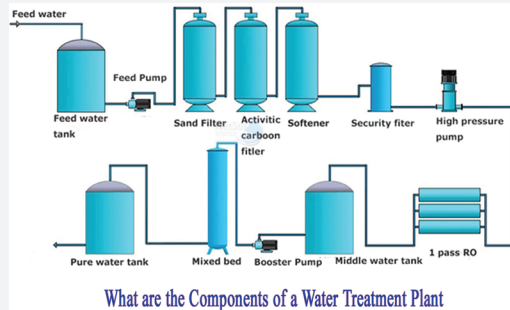 Feed water
Feed Pump
Feed water
tank
Sand Filter
Activitic
carboon
fitler
Softener
Security fiter
High pressure
pump
Pure water tank
Mixed bed
Booster Pump
Middle water tank
1 pass RO
What are the Components of a Water Treatment Plant